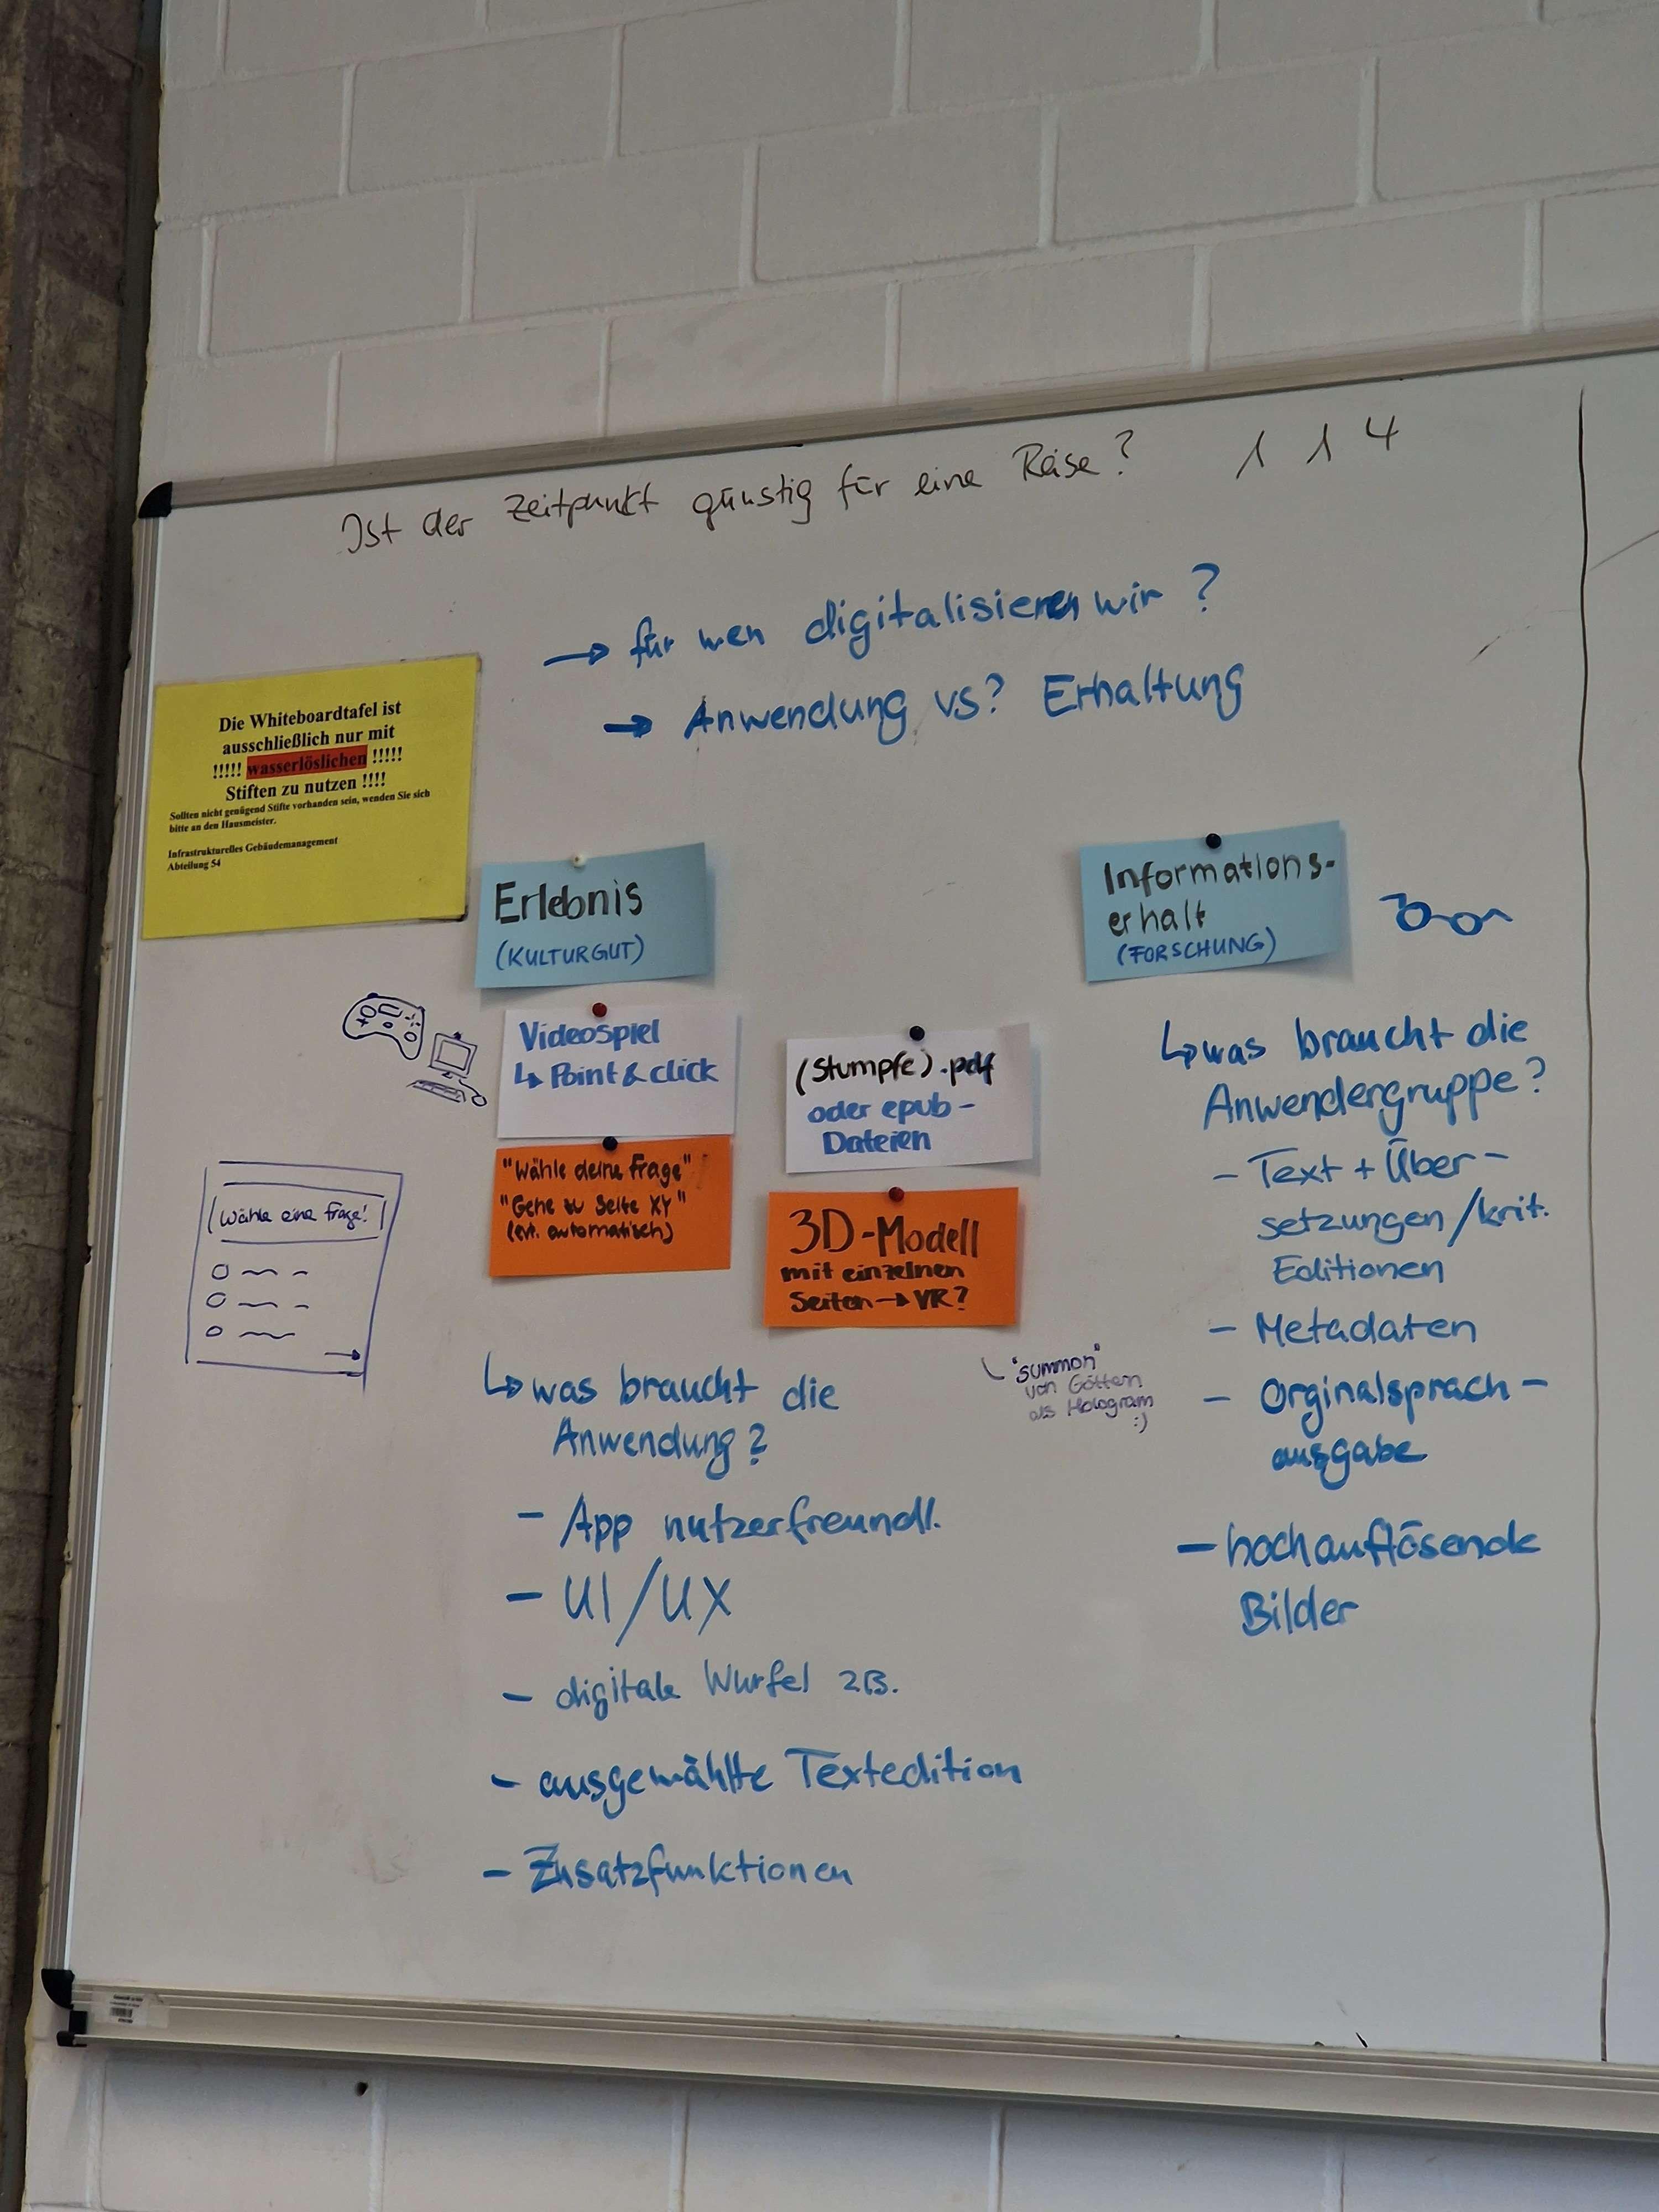 Ist der Zeitpunkt günstig für eine Reise? 1 1 4
→ für wen digitalisieren wir?
→ Anwendung vs? Erhaltung
Die Whiteboardtafel ist
ausschließlich nur mit
!!!!! wasserlöslichen !!!!!
Stiften zu nutzen !!!!
Sollten nicht genügend Stifte vorhanden sein, wenden Sie sich
bitte an den Hausmeister.
Infrastrukturelles Gebäudemanagement
Abteilung 54
Erlebnis
(KULTURGUT)
Videospiel
↳ Point & click
"Wähle deine Frage"
"Gehe zu Seite XY"
(evt. automatisch)
Wähle eine Frage!
(Stumpfe) .pdf
oder epub-
Dateien
3D-Modell
mit einzelnen
Seiten → VR?
"summon"
von Göttern
als Hologram
:)
↳ was braucht die
Anwendung?
- App nutzerfreundl.
- UI/UX
- digitale Würfel zB.
- ausgewählte Textedition
- Zusatzfunktionen
Informations-
erhalt
(FORSCHUNG)
↳ was braucht die
Anwendergruppe?
- Text + Über-
setzungen/krit.
Editionen
- Metadaten
- Orginalsprach-
ausgabe
- hochauflösende
Bilder